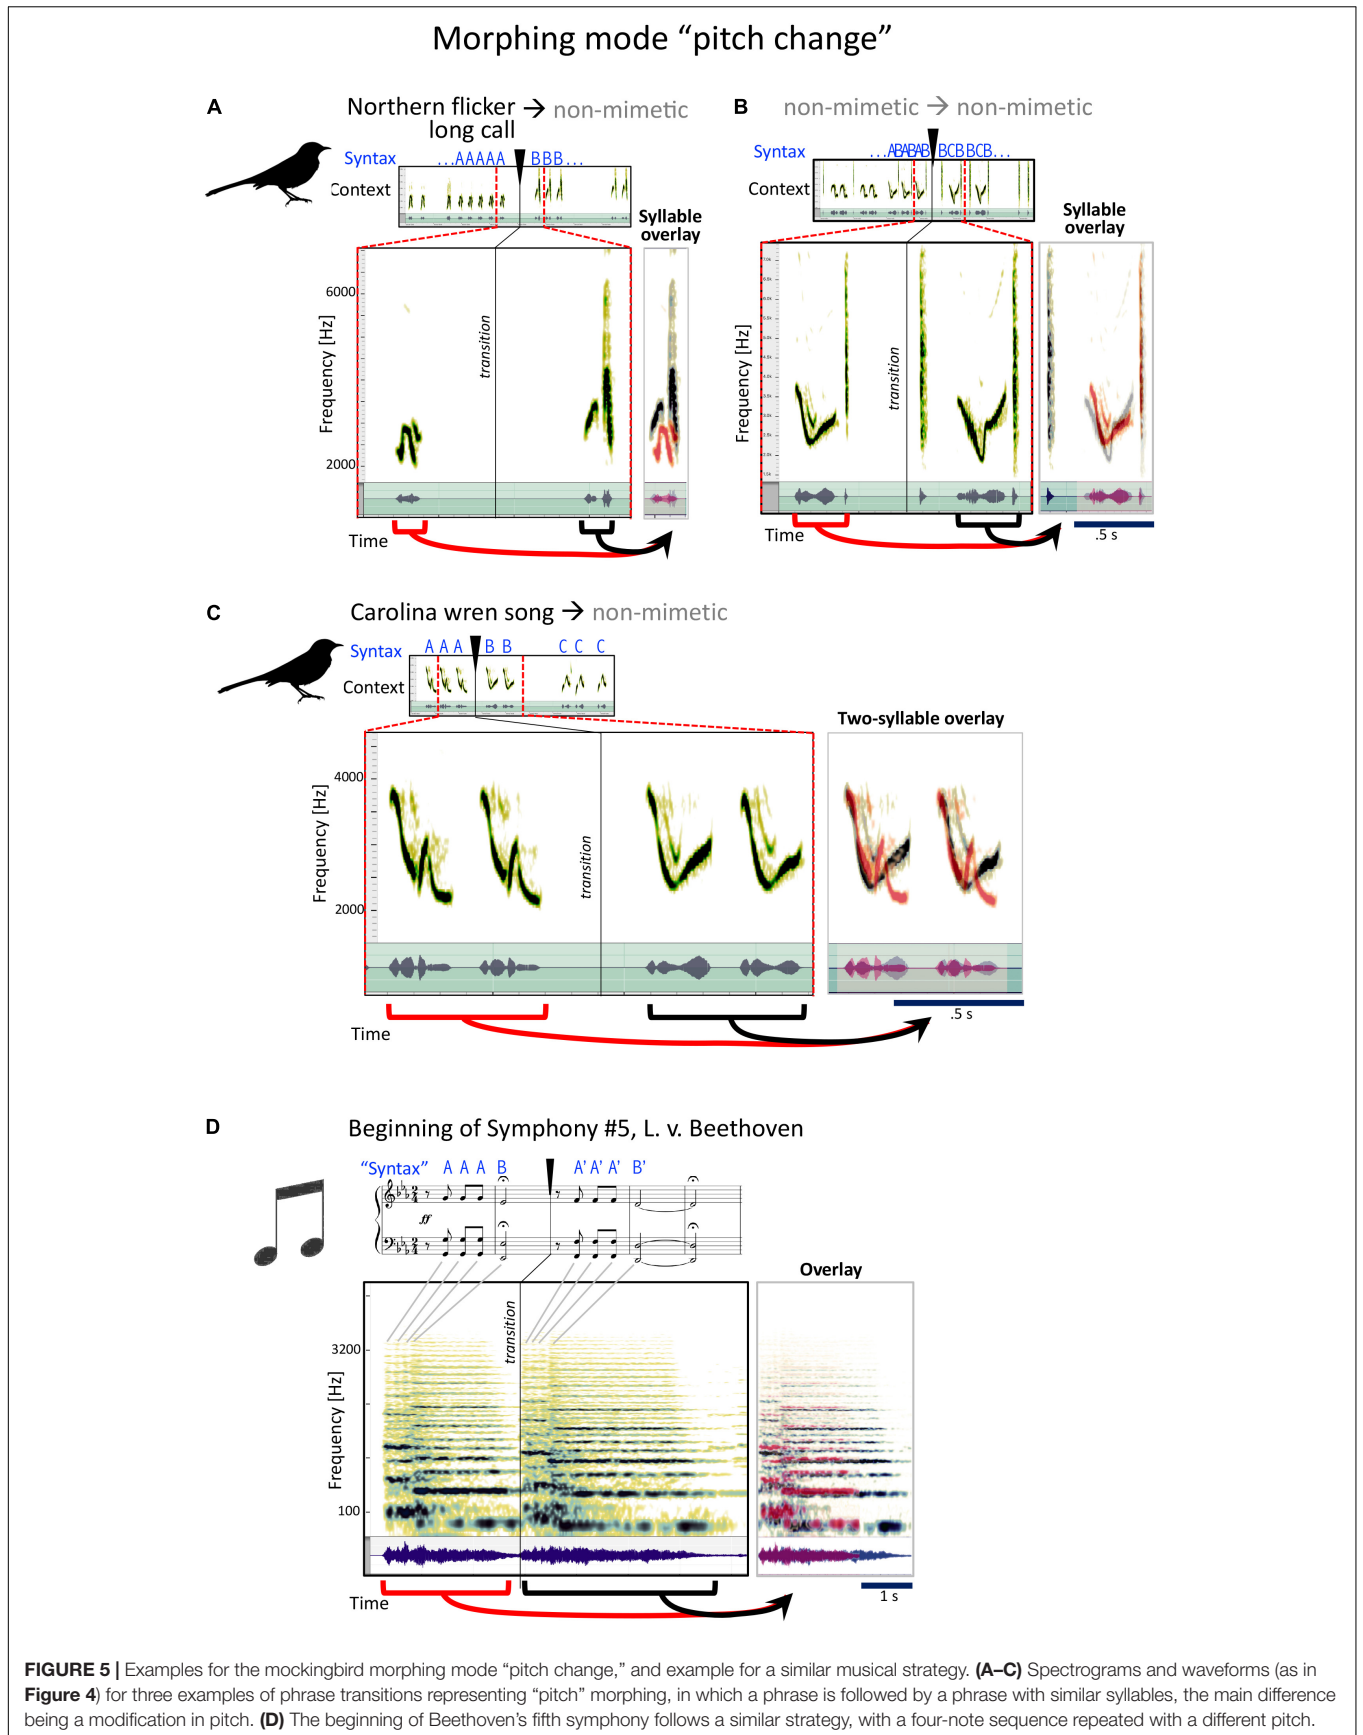 Morphing mode “pitch change”
A
Northern flicker → non-mimetic
long call
Syntax ...AAAAA BBB...
Context
Syllable
overlay
6000
2000
Frequency [Hz]
transition
Time
B
non-mimetic → non-mimetic
Syntax ...ABABAB BCBBCB...
Context
Syllable
overlay
Frequency [Hz]
transition
Time
.5 s
C
Carolina wren song → non-mimetic
Syntax A A A B B C C C
Context
Two-syllable overlay
4000
2000
Frequency [Hz]
transition
Time
.5 s
D
Beginning of Symphony #5, L. v. Beethoven
“Syntax” A A A B A' A' A' B'
ff
Overlay
3200
100
Frequency [Hz]
transition
Time
1 s
FIGURE 5 | Examples for the mockingbird morphing mode “pitch change,” and example for a similar musical strategy. (A–C) Spectrograms and waveforms (as in
Figure 4) for three examples of phrase transitions representing “pitch” morphing, in which a phrase is followed by a phrase with similar syllables, the main difference
being a modification in pitch. (D) The beginning of Beethoven’s fifth symphony follows a similar strategy, with a four-note sequence repeated with a different pitch.